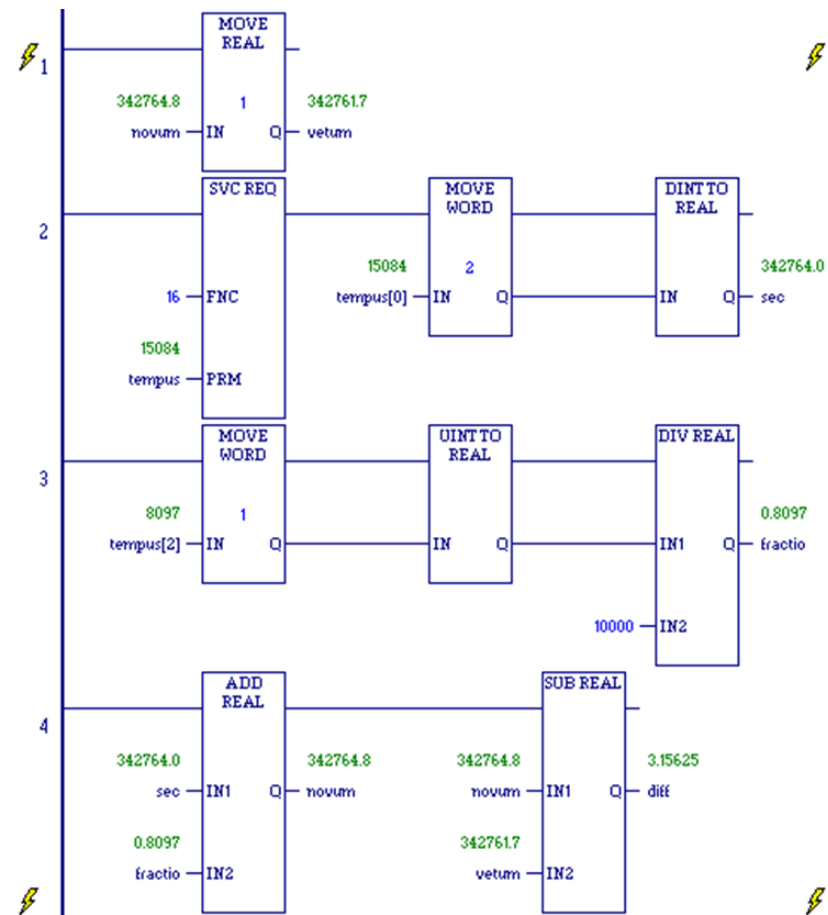 MOVE
REAL
1
342764.8 1 342761.7
novum IN Q vetum
SVC REQ MOVE WORD DINT TO REAL
2
15084 2 342764.0
16 FNC tempus[0] IN Q IN Q sec
15084
tempus PRM
MOVE WORD UINT TO REAL DIV REAL
3
8097 1 0.8097
tempus[2] IN Q IN Q IN1 Q fractio
10000 IN2
ADD REAL SUB REAL
4
342764.0 342764.8 342764.8 3.15625
sec IN1 Q novum novum IN1 Q diff
0.8097 342761.7
fractio IN2 vetum IN2